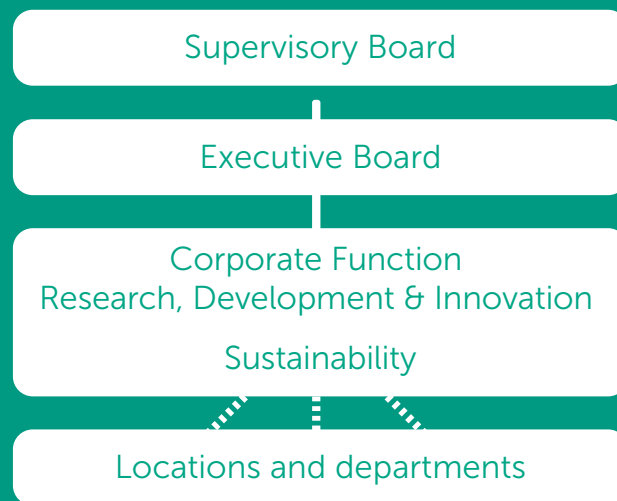 Supervisory Board
Executive Board
Corporate Function
Research, Development & Innovation
Sustainability
Locations and departments